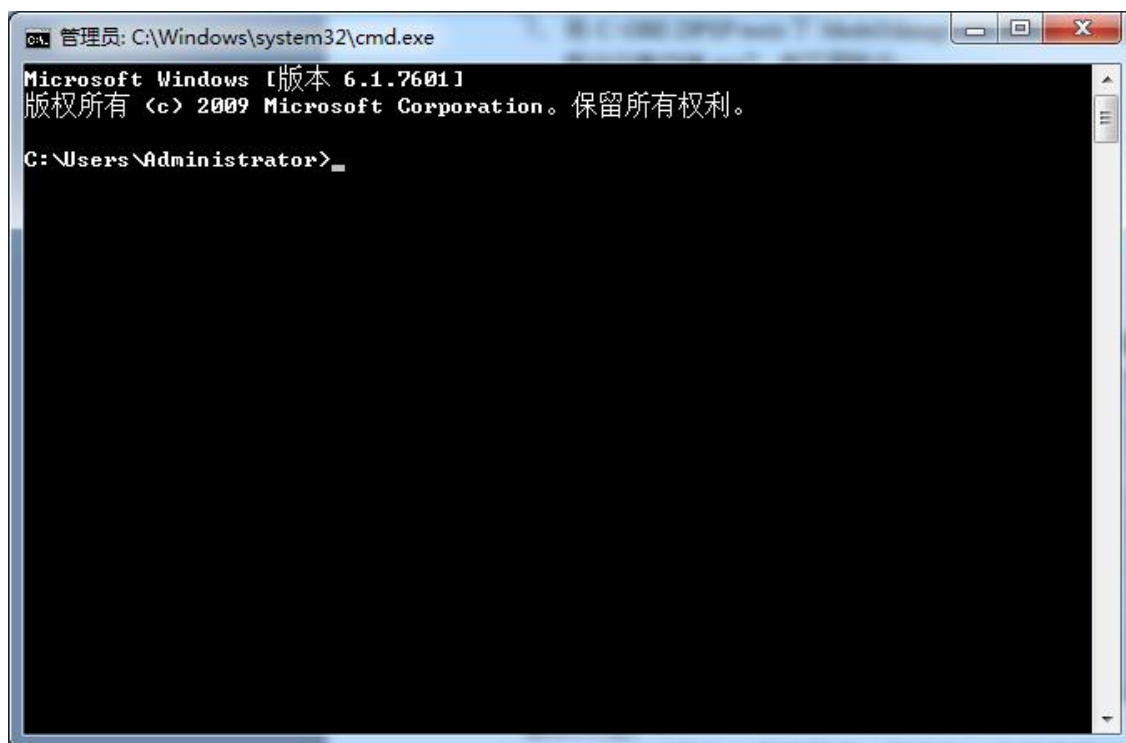 管理员: C:\Windows\system32\cmd.exe
Microsoft Windows [版本 6.1.7601]
版权所有 (c) 2009 Microsoft Corporation。保留所有权利。
C:\Users\Administrator>_